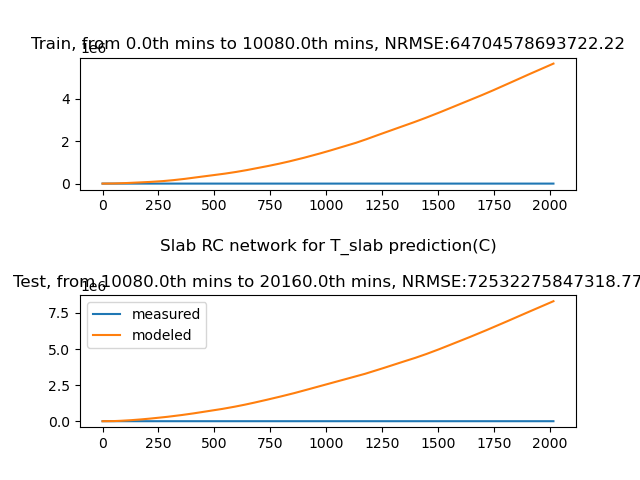 Train, from 0.0th mins to 10080.0th mins, NRMSE:64704578693722.22
1e6
4
2
0
0 250 500 750 1000 1250 1500 1750 2000
Slab RC network for T_slab prediction(C)
Test, from 10080.0th mins to 20160.0th mins, NRMSE:72532275847318.77
1e6
7.5
5.0
2.5
0.0
measured
modeled
0 250 500 750 1000 1250 1500 1750 2000